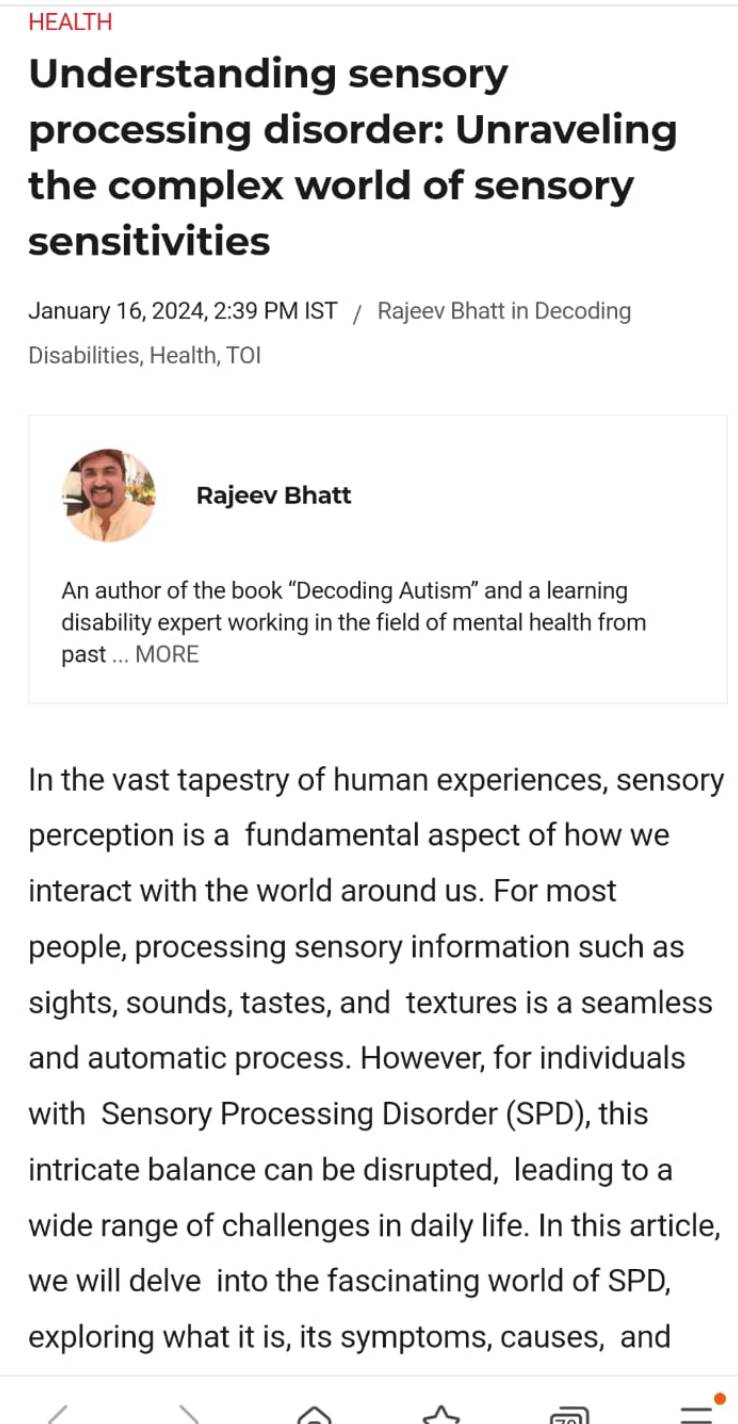 HEALTH
Understanding sensory
processing disorder: Unraveling
the complex world of sensory
sensitivities
January 16, 2024, 2:39 PM IST / Rajeev Bhatt in Decoding
Disabilities, Health, TOI
Rajeev Bhatt
An author of the book “Decoding Autism” and a learning
disability expert working in the field of mental health from
past ... MORE
In the vast tapestry of human experiences, sensory
perception is a fundamental aspect of how we
interact with the world around us. For most
people, processing sensory information such as
sights, sounds, tastes, and textures is a seamless
and automatic process. However, for individuals
with Sensory Processing Disorder (SPD), this
intricate balance can be disrupted, leading to a
wide range of challenges in daily life. In this article,
we will delve into the fascinating world of SPD,
exploring what it is, its symptoms, causes, and